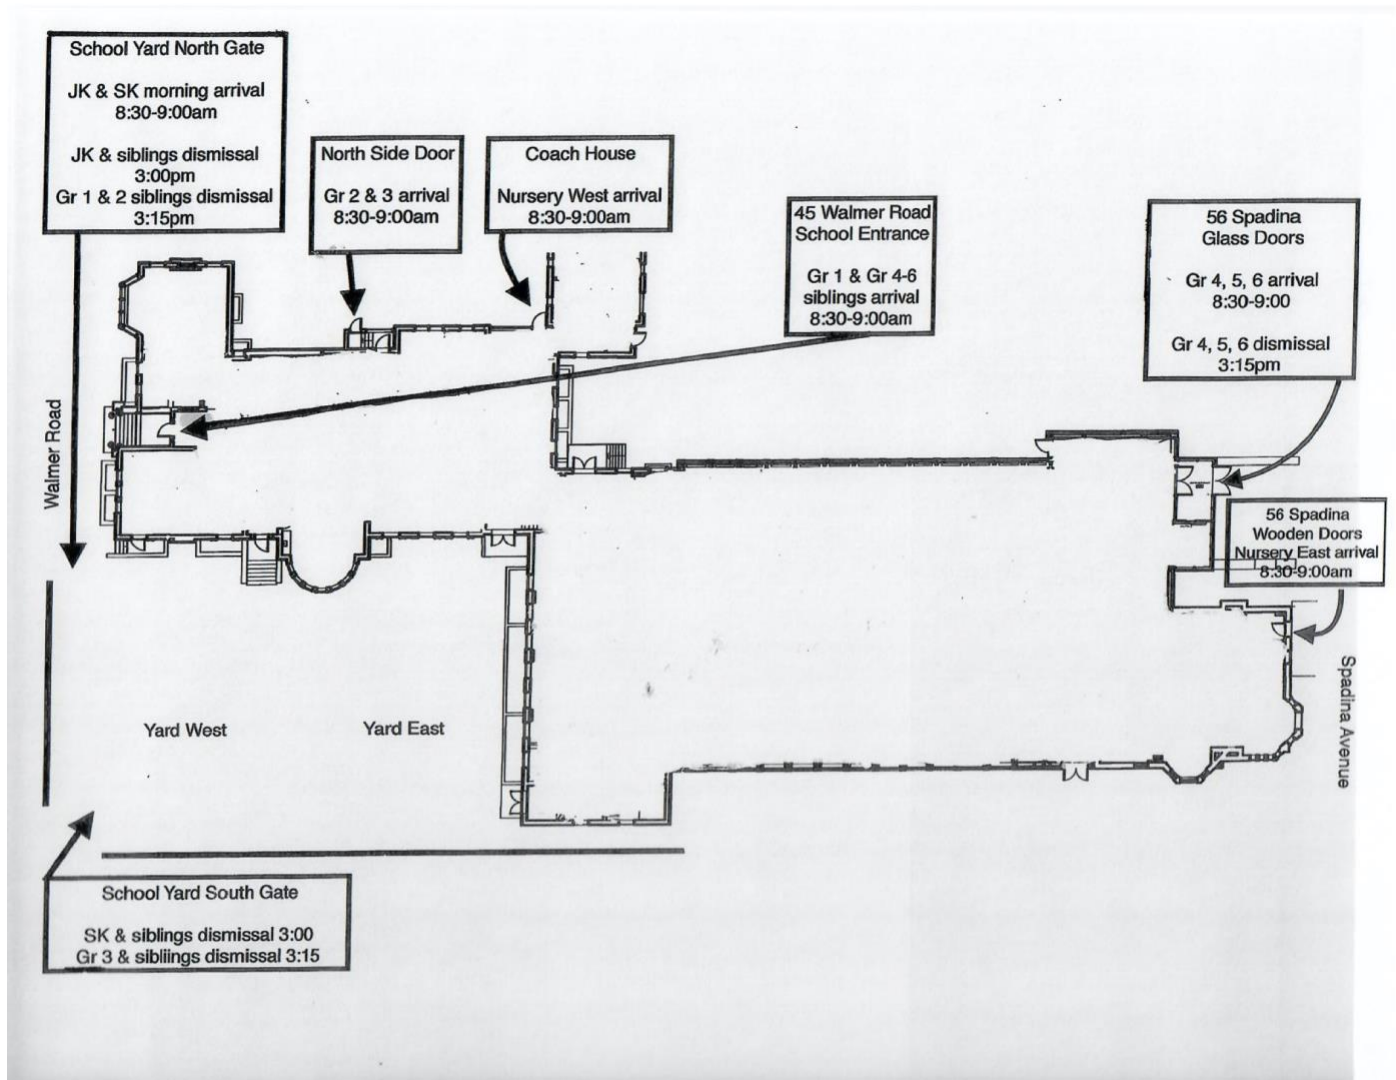 School Yard North Gate
JK & SK morning arrival
8:30-9:00am
JK & siblings dismissal
3:00pm
Gr 1 & 2 siblings dismissal
3:15pm
North Side Door
Gr 2 & 3 arrival
8:30-9:00am
Coach House
Nursery West arrival
8:30-9:00am
45 Walmer Road
School Entrance
Gr 1 & Gr 4-6
siblings arrival
8:30-9:00am
56 Spadina
Glass Doors
Gr 4, 5, 6 arrival
8:30-9:00
Gr 4, 5, 6 dismissal
3:15pm
Walmer Road
56 Spadina
Wooden Doors
Nursery East arrival
8:30-9:00am
Spadina Avenue
Yard West
Yard East
School Yard South Gate
SK & siblings dismissal 3:00
Gr 3 & sibliings dismissal 3:15